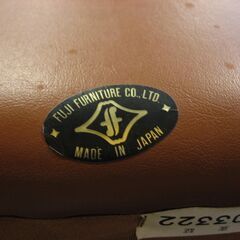 FUJI FURNITURE CO., LTD.
MADE IN JAPAN
03322